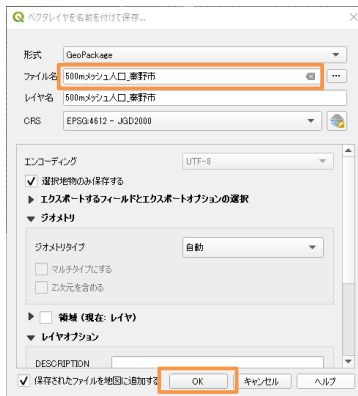 ベクタレイヤを名前を付けて保存...
形式 GeoPackage
ファイル名 500mメッシュ人口_秦野市 ...
レイヤ名 500mメッシュ人口_秦野市
CRS EPSG:4612 - JGD2000
エンコーディング UTF-8
選択地物のみ保存する
エクスポートするフィールドとエクスポートオプションの選択
ジオメトリ
ジオメトリタイプ 自動
マルチタイプにする
Z次元を含める
領域 (現在: レイヤ)
レイヤオプション
DESCRIPTION
保存されたファイルを地図に追加する OK キャンセル ヘルプ